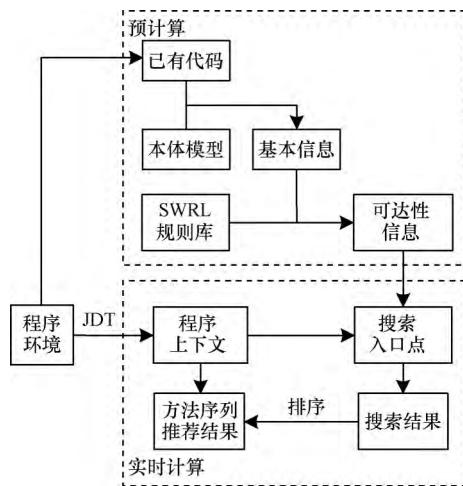 预计算
已有代码
本体模型
基本信息
SWRL
规则库
可达性
信息
程序
环境
JDT
程序
上下文
搜索
入口点
方法序列
推荐结果
排序
搜索结果
实时计算